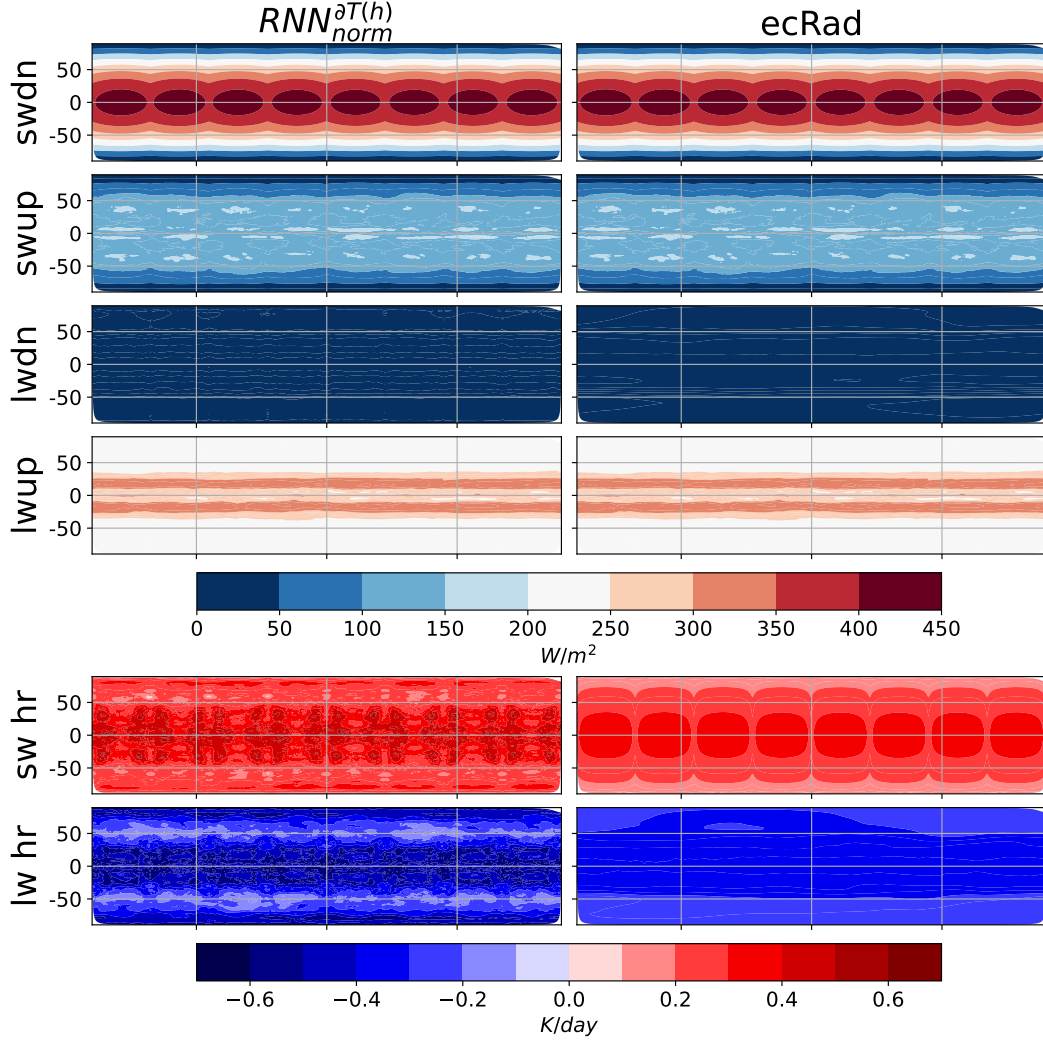 RNN_{norm}^{∂T(h)} ecRad
swdn 50 0 -50
swup 50 0 -50
lwdn 50 0 -50
lwup 50 0 -50
0 50 100 150 200 250 300 350 400 450
W/m²
sw hr 50 0 -50
lw hr 50 0 -50
−0.6 −0.4 −0.2 0.0 0.2 0.4 0.6
K/day